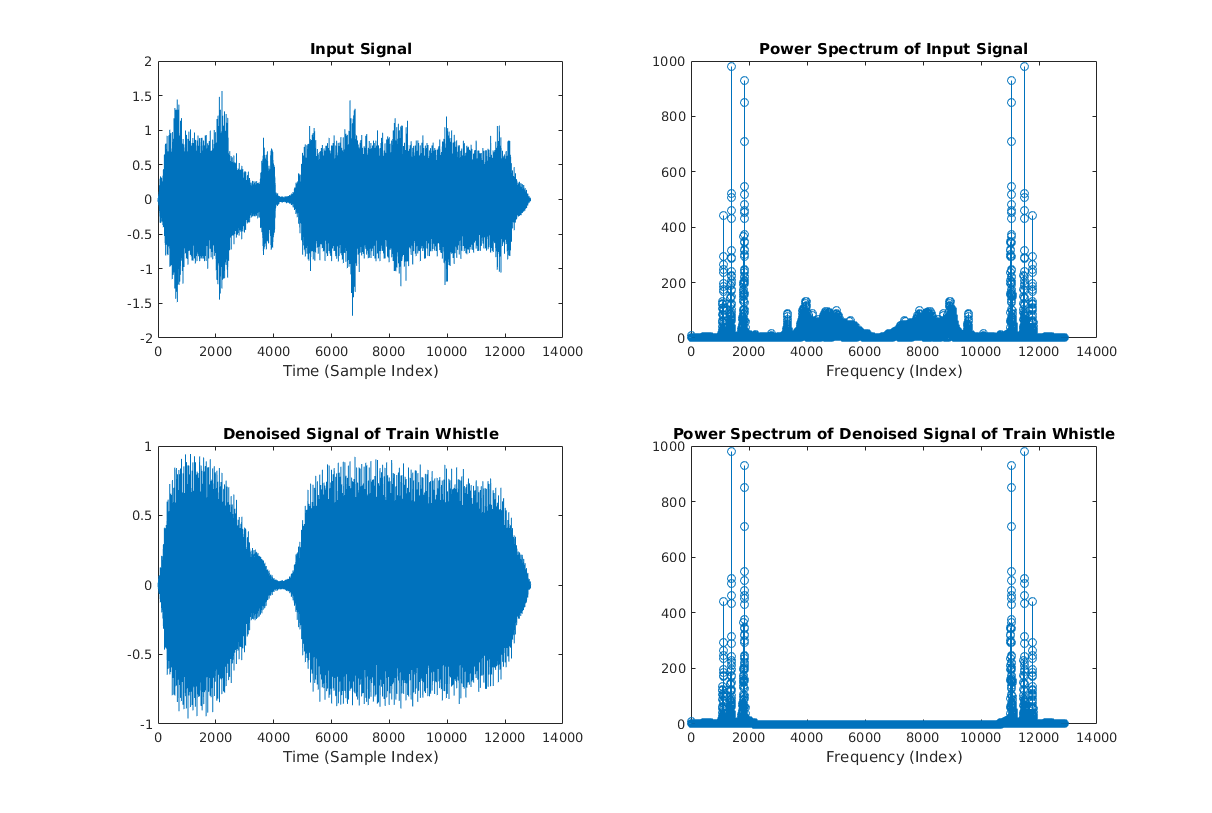 Input Signal
2
1.5
1
0.5
0
-0.5
-1
-1.5
-2
0 2000 4000 6000 8000 10000 12000 14000
Time (Sample Index)
Power Spectrum of Input Signal
1000
800
600
400
200
0
0 2000 4000 6000 8000 10000 12000 14000
Frequency (Index)
Denoised Signal of Train Whistle
1
0.5
0
-0.5
-1
0 2000 4000 6000 8000 10000 12000 14000
Time (Sample Index)
Power Spectrum of Denoised Signal of Train Whistle
1000
800
600
400
200
0
0 2000 4000 6000 8000 10000 12000 14000
Frequency (Index)